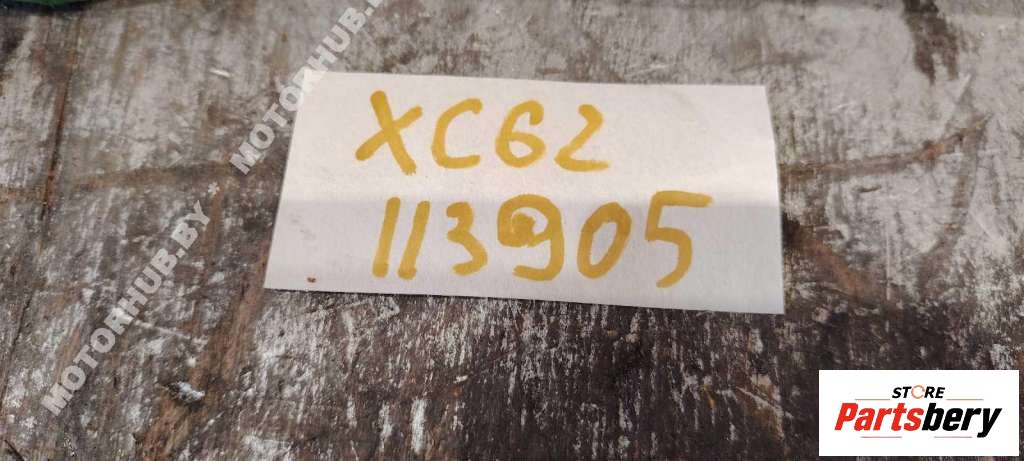 MOTORHUB.BY * MOTORHUB.BY
XC62
113905
STORE
Partsbery